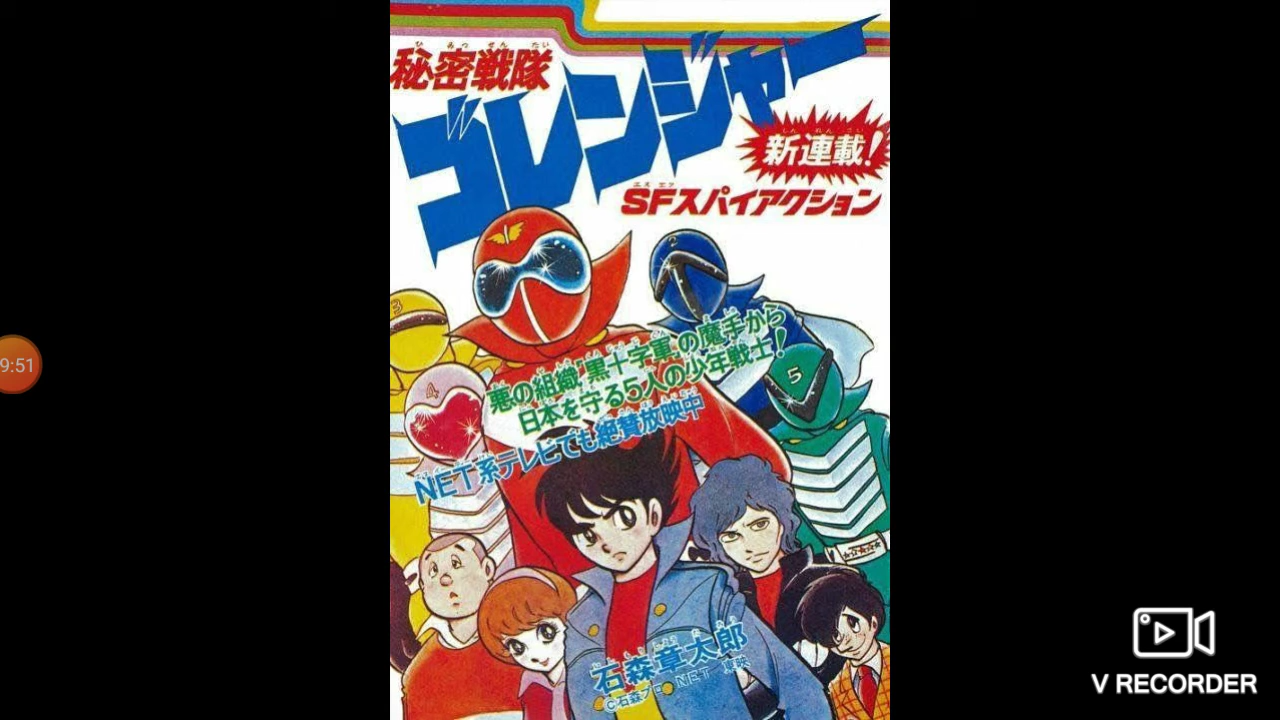 秘密戦隊
ひみつせんたい
ゴレンジャー
新連載!
しんれんさい
SFスパイアクション
エスエフ
2
3
4
5
悪の組織「黒十字軍」の魔手から
日本を守る5人の少年戦士!
NET系テレビでも絶賛放映中
石森章太郎
©石森プロ NET 東映
9:51
V RECORDER